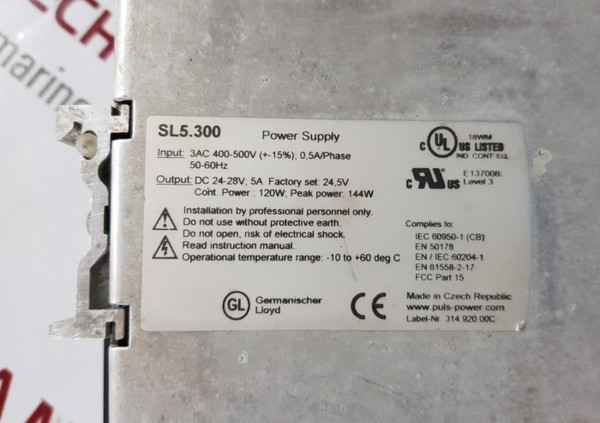 TECH
marine
SL5.300 Power Supply
Input: 3AC 400-500V (+-15%); 0,5A/Phase
50-60Hz
Output: DC 24-28V; 5A Factory set: 24,5V
Cont. Power: 120W; Peak power: 144W
Installation by professional personnel only.
Do not use without protective earth.
Do not open, risk of electrical shock.
Read instruction manual.
Operational temperature range: -10 to +60 deg C
GL Germanischer
Lloyd
CE
C UL US LISTED
18WM
IND. CONT. EQ.
C RU US
E137006:
Level 3
Complies to:
IEC 60950-1 (CB)
EN 50178
EN / IEC 60204-1
EN 61558-2-17
FCC Part 15
Made in Czech Republic
www.puls-power.com
Label-Nr 314.920.00C